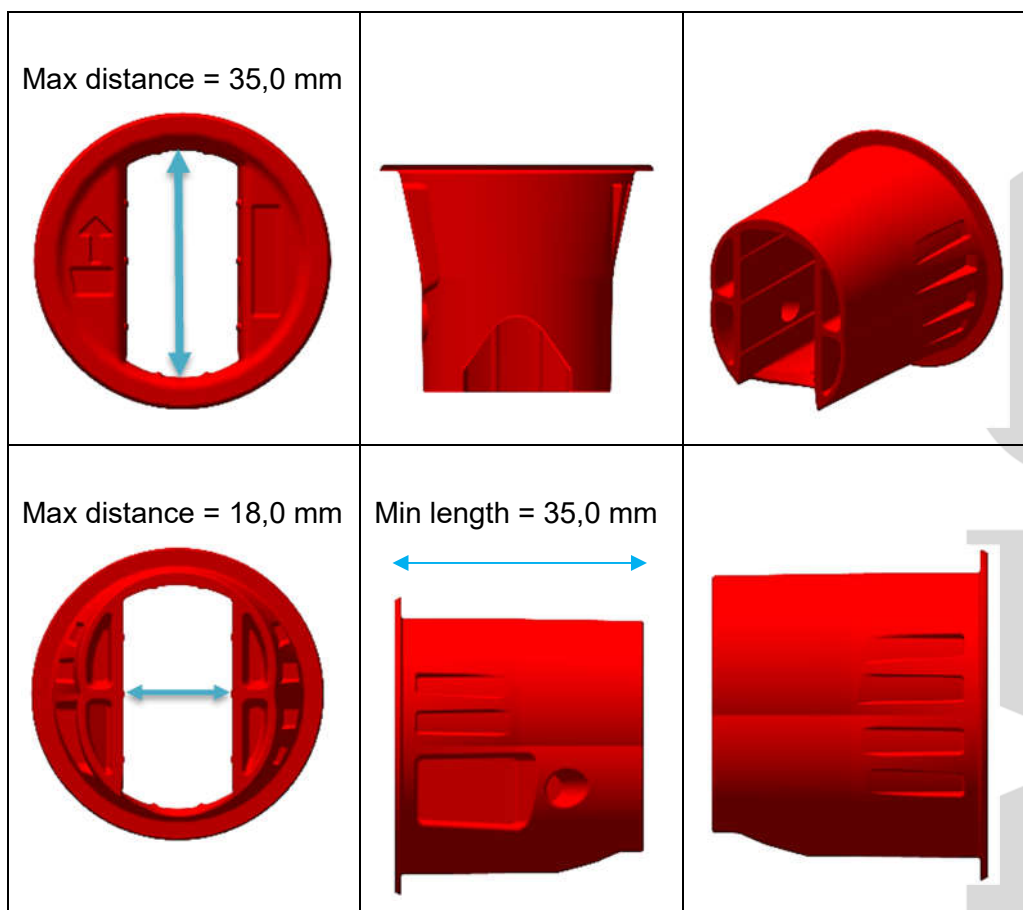 Max distance = 35,0 mm
Max distance = 18,0 mm
Min length = 35,0 mm